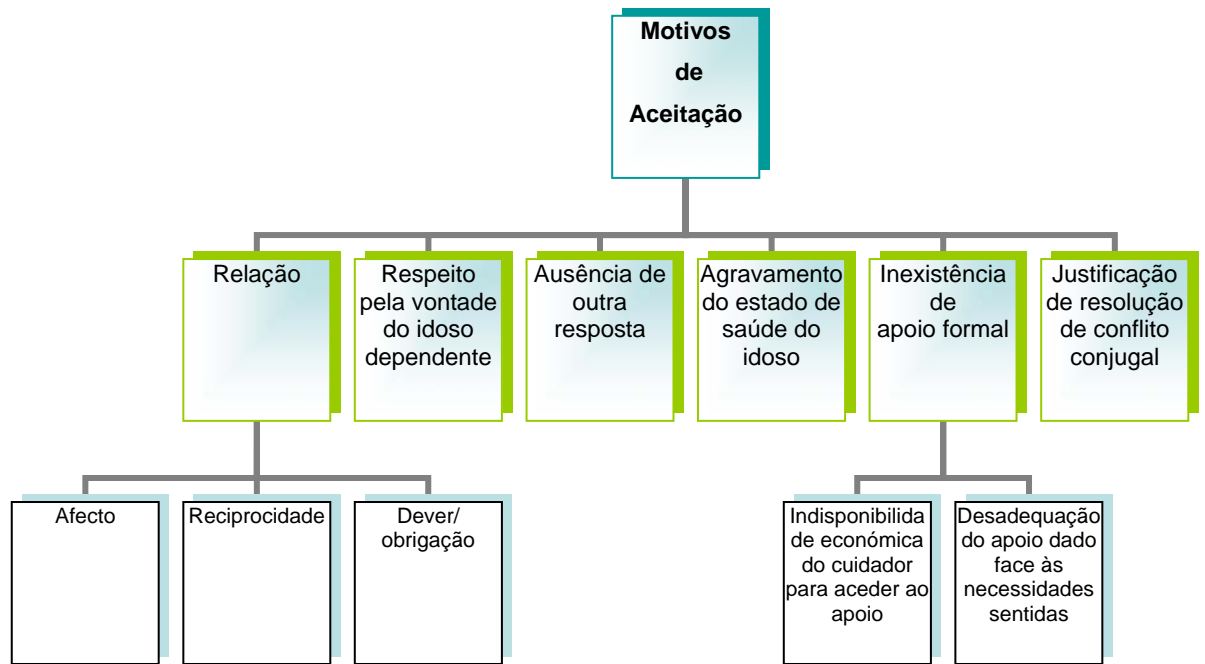 Motivos
de
Aceitação
Relação
Respeito
pela vontade
do idoso
dependente
Ausência de
outra
resposta
Agravamento
do estado de
saúde do
idoso
Inexistência
de
apoio formal
Justificação
de resolução
de conflito
conjugal
Afecto
Reciprocidade
Dever/
obrigação
Indisponibilida
de económica
do cuidador
para aceder ao
apoio
Desadequação
do apoio dado
face às
necessidades
sentidas